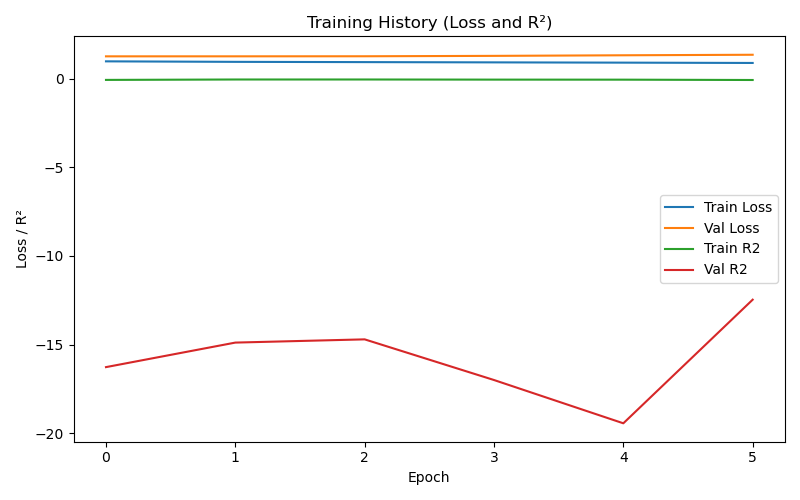 Training History (Loss and R²)
Loss / R²
0
−5
−10
−15
−20
Train Loss
Val Loss
Train R2
Val R2
0 1 2 3 4 5
Epoch